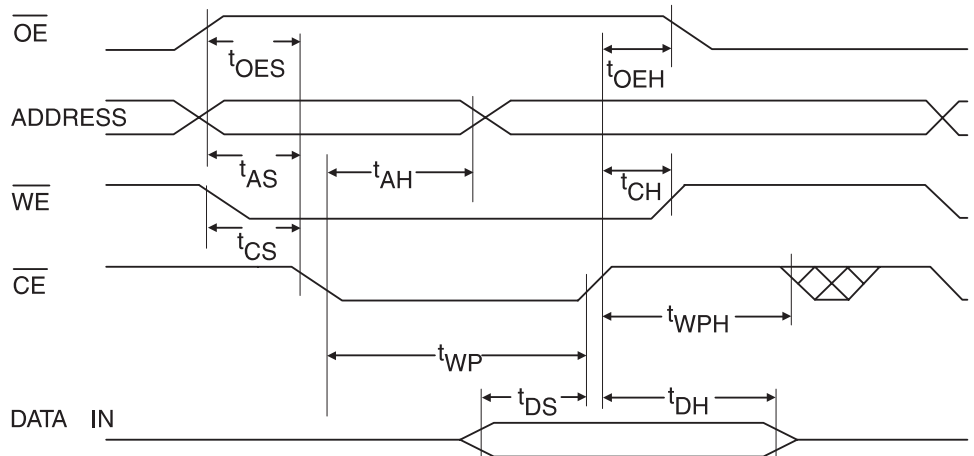 OE
tOES
tOEH
ADDRESS
tAS
tAH
tCH
WE
tCS
CE
tWPH
tWP
tDS
tDH
DATA IN